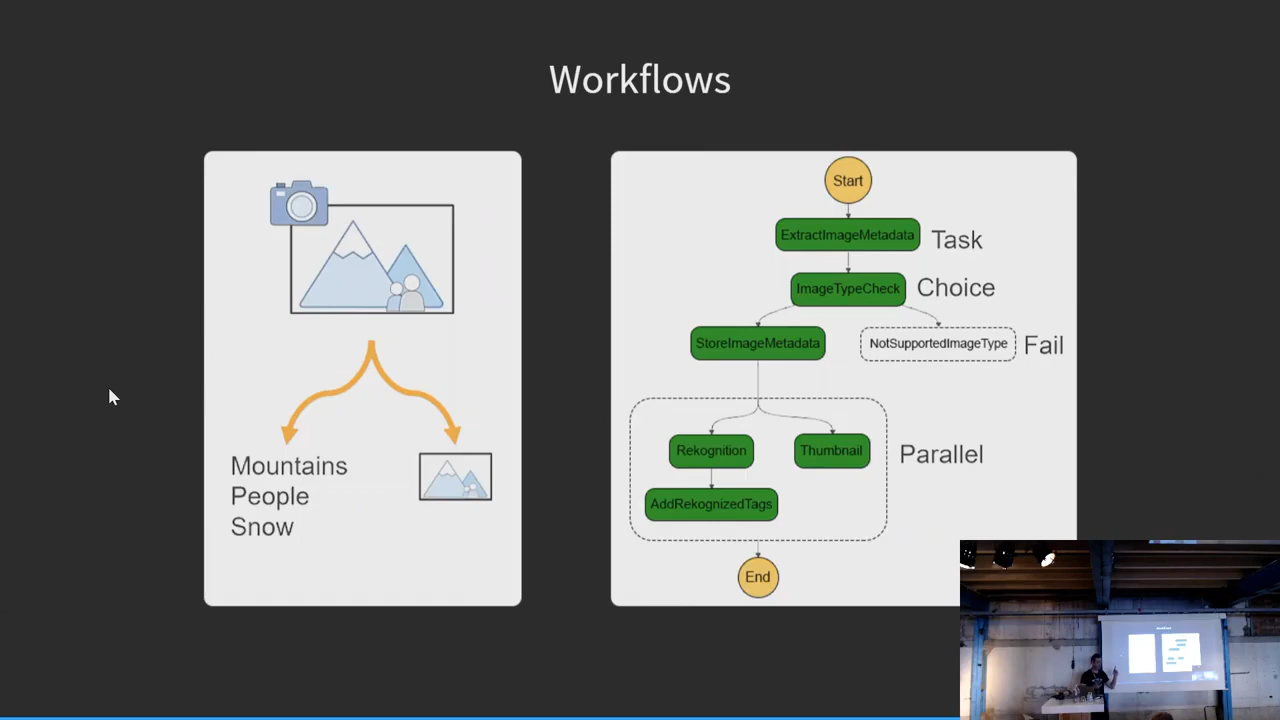 Workflows
Mountains
People
Snow
Start
ExtractImageMetadata
Task
ImageTypeCheck
Choice
StoreImageMetadata
NotSupportedImageType
Fail
Rekognition
Thumbnail
Parallel
AddRekognizedTags
End